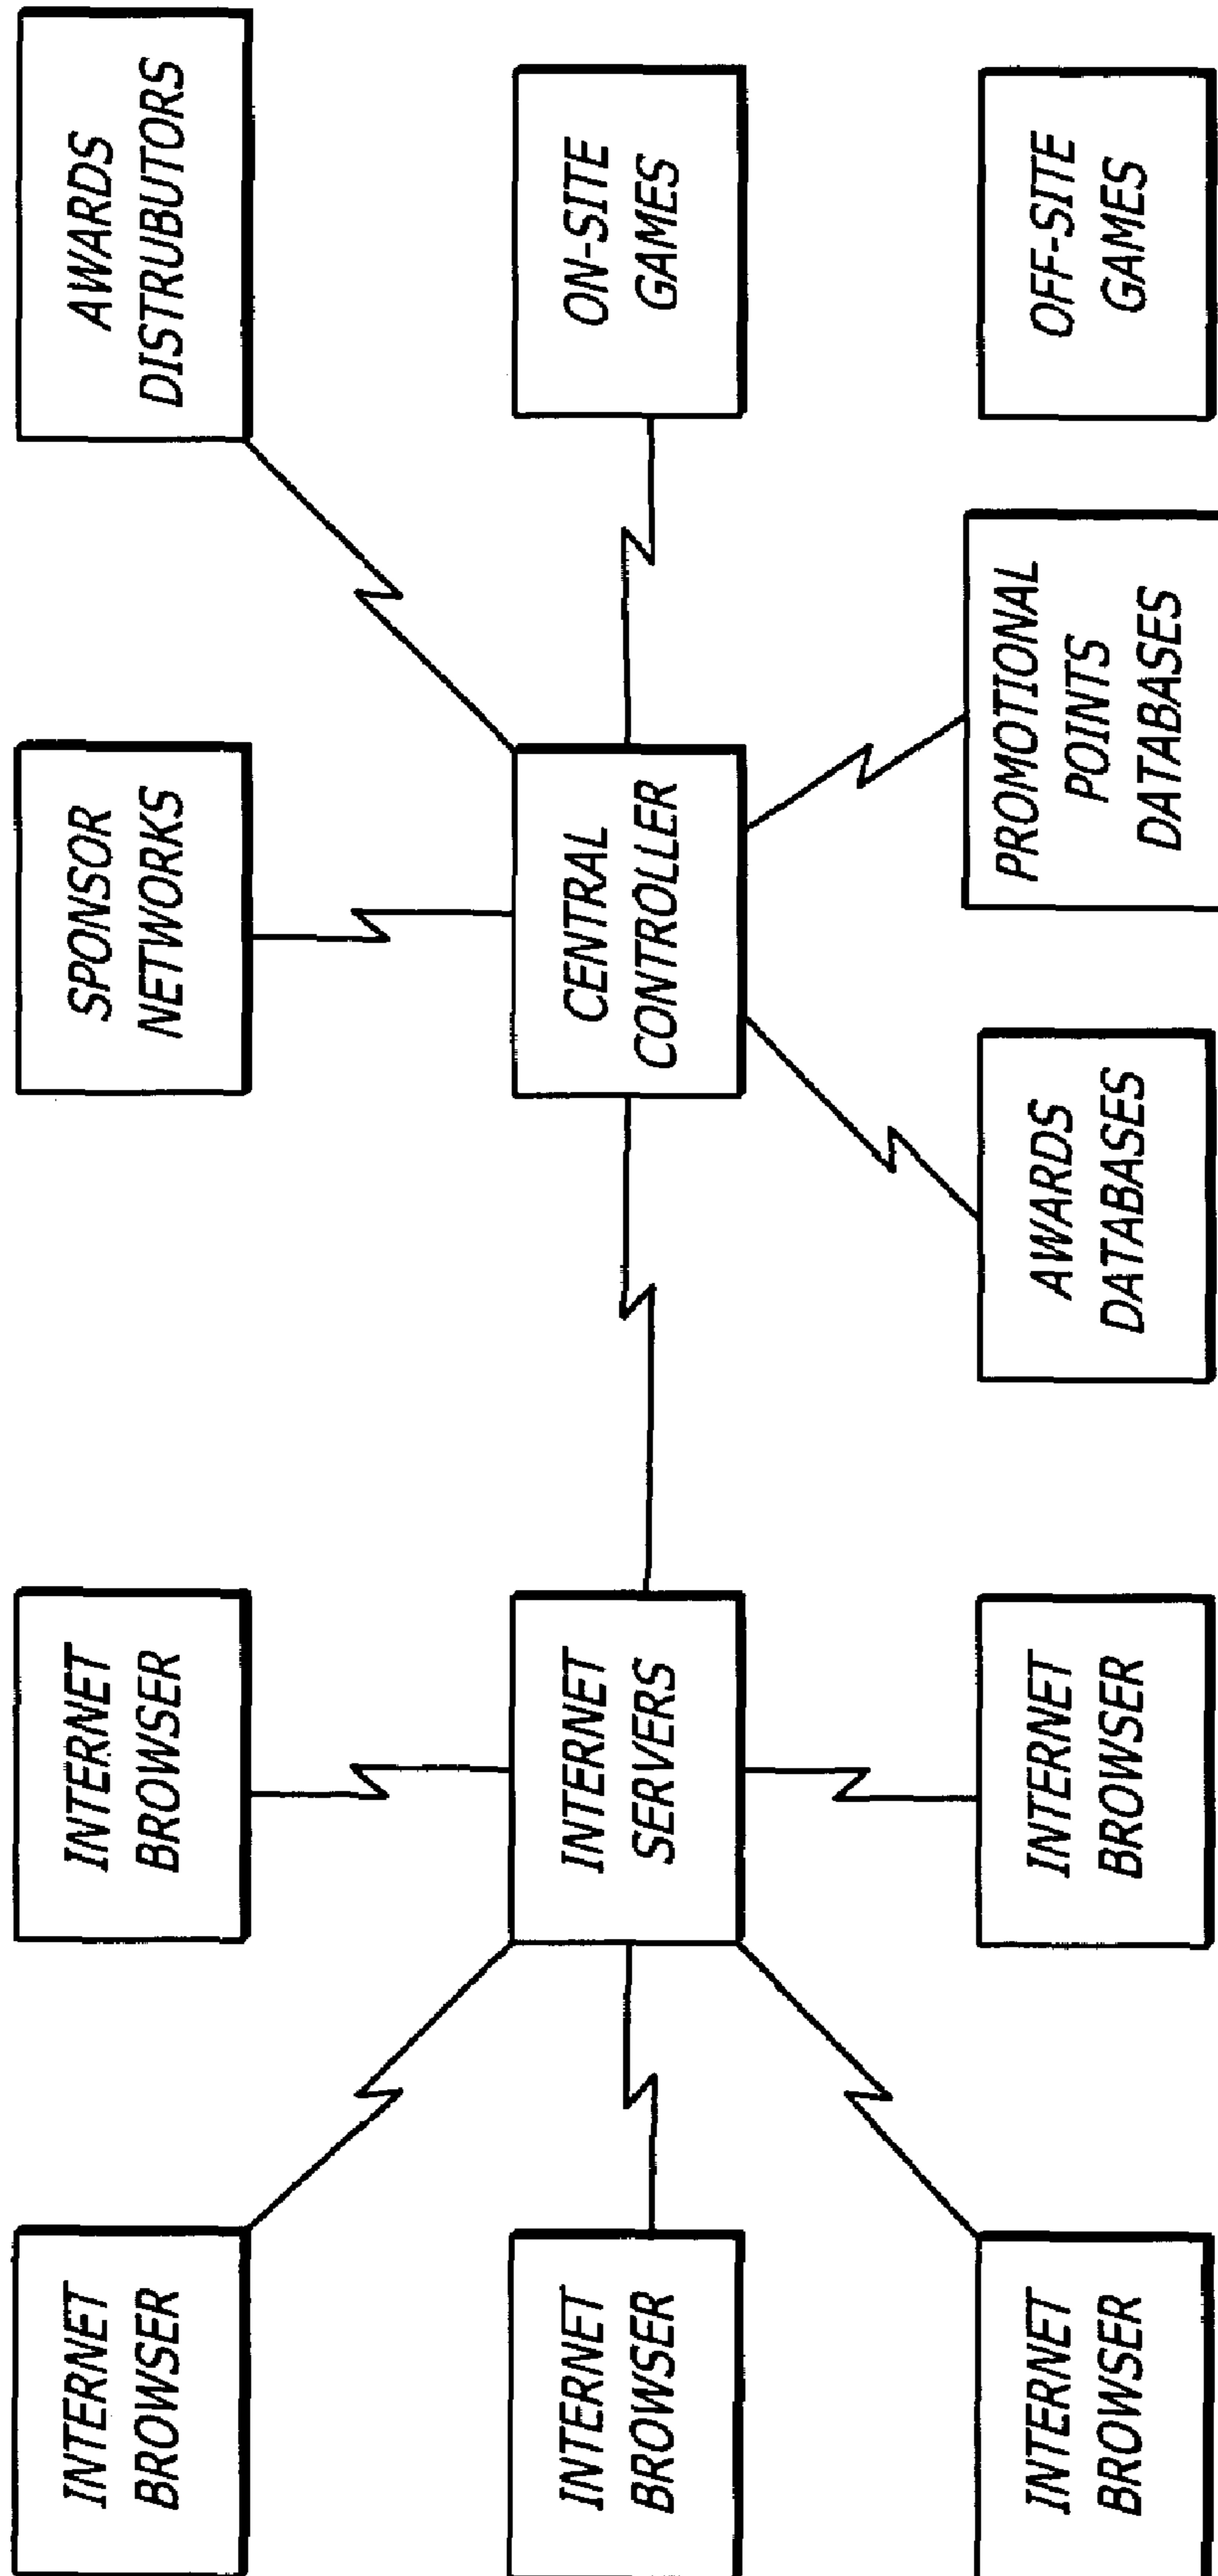 INTERNET
BROWSER
INTERNET
BROWSER
SPONSOR
NETWORKS
AWARDS
DISTRUBUTORS
INTERNET
BROWSER
INTERNET
SERVERS
CENTRAL
CONTROLLER
ON-SITE
GAMES
INTERNET
BROWSER
INTERNET
BROWSER
AWARDS
DATABASES
PROMOTIONAL
POINTS
DATABASES
OFF-SITE
GAMES